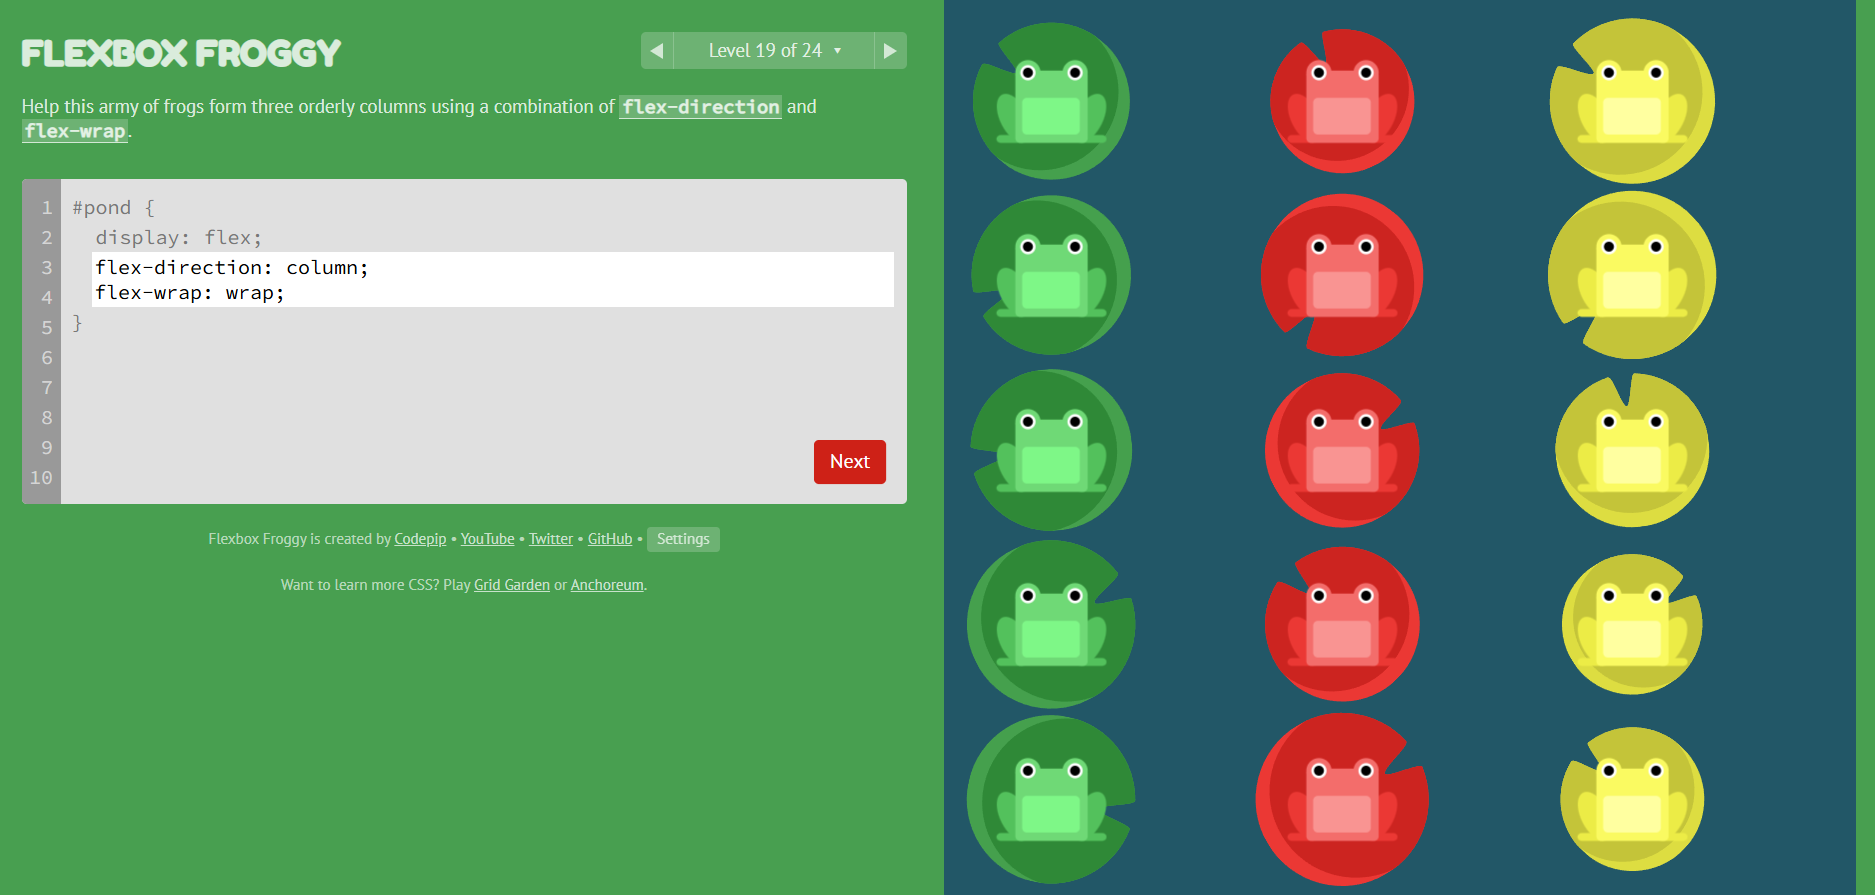 FLEXBOX FROGGY
Level 19 of 24 ▼
Help this army of frogs form three orderly columns using a combination of flex-direction and
flex-wrap.
1 #pond {
2 display: flex;
3 flex-direction: column;
4 flex-wrap: wrap;
5 }
6
7
8
9
10
Next
Flexbox Froggy is created by Codepip • YouTube • Twitter • GitHub • Settings
Want to learn more CSS? Play Grid Garden or Anchoreum.